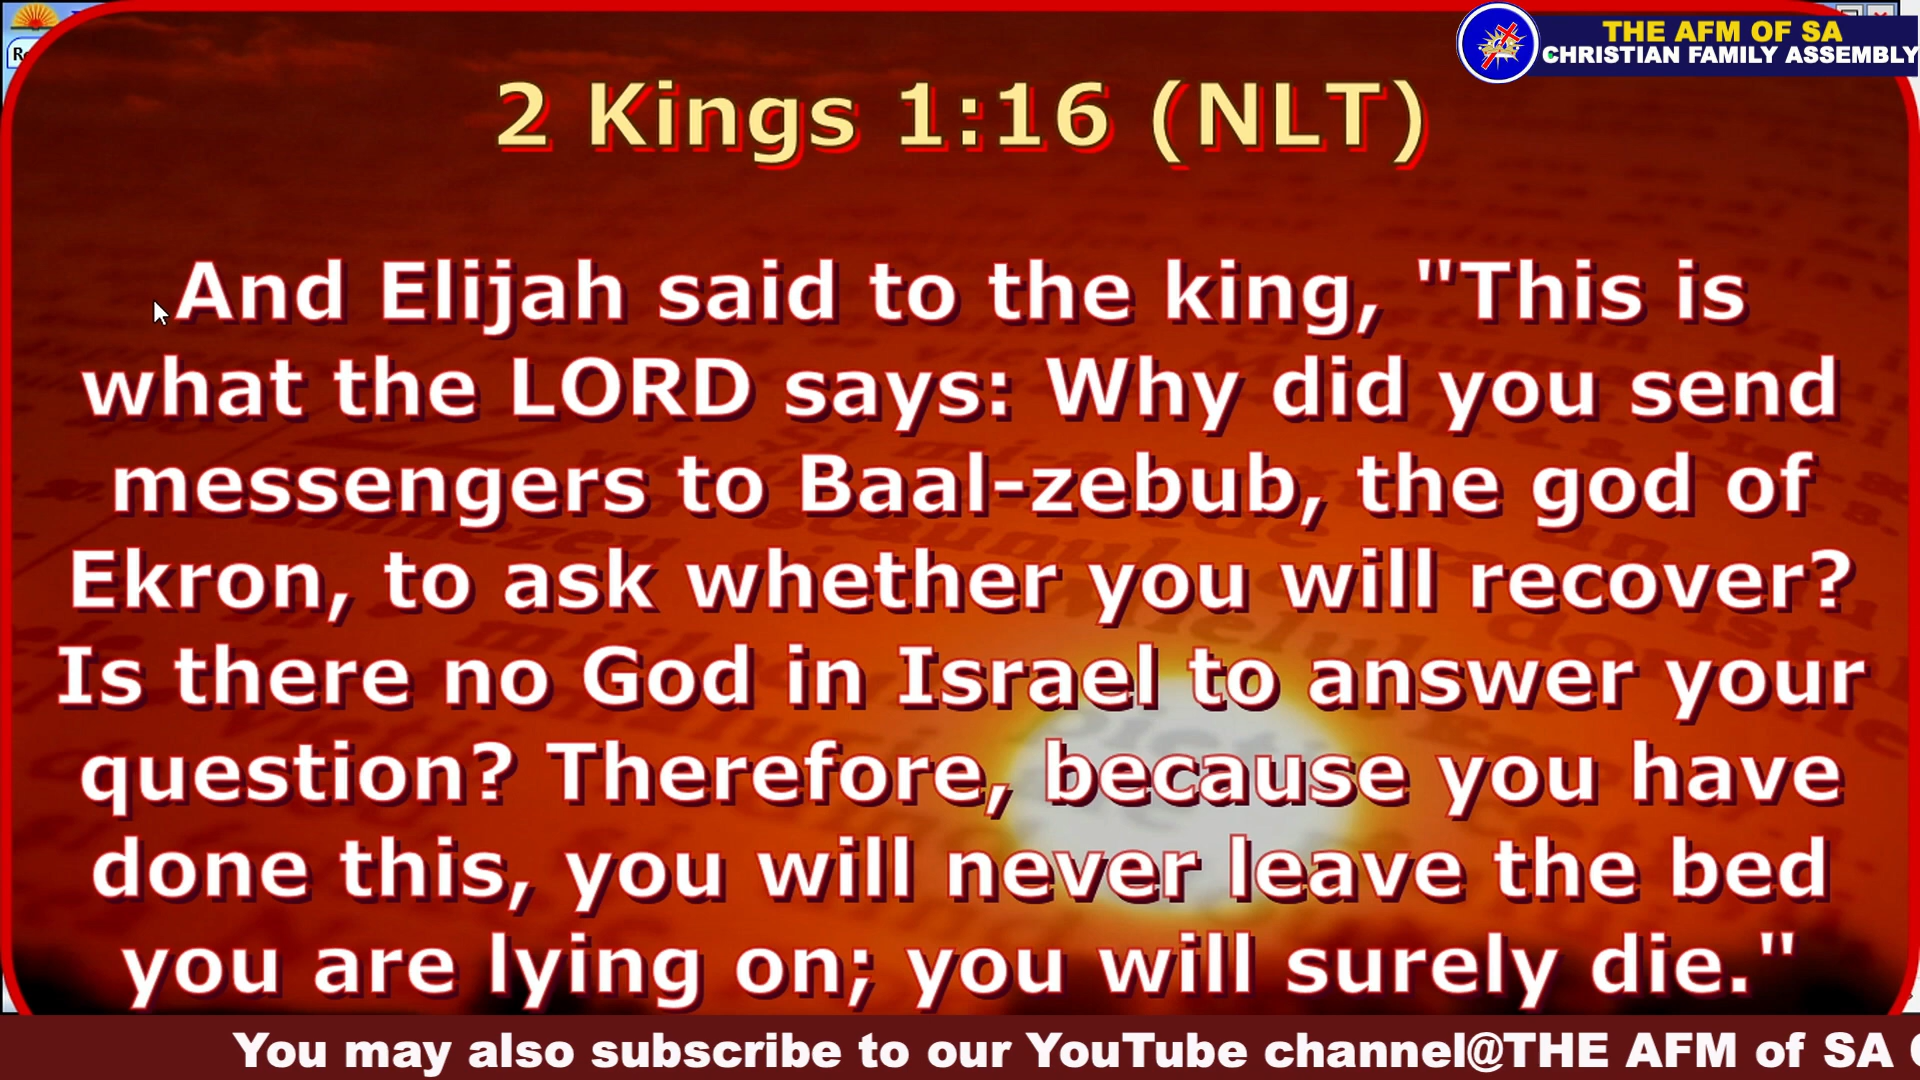 THE AFM OF SA
CHRISTIAN FAMILY ASSEMBLY
2 Kings 1:16 (NLT)
And Elijah said to the king, "This is
what the LORD says: Why did you send
messengers to Baal-zebub, the god of
Ekron, to ask whether you will recover?
Is there no God in Israel to answer your
question? Therefore, because you have
done this, you will never leave the bed
you are lying on; you will surely die."
You may also subscribe to our YouTube channel@THE AFM of SA